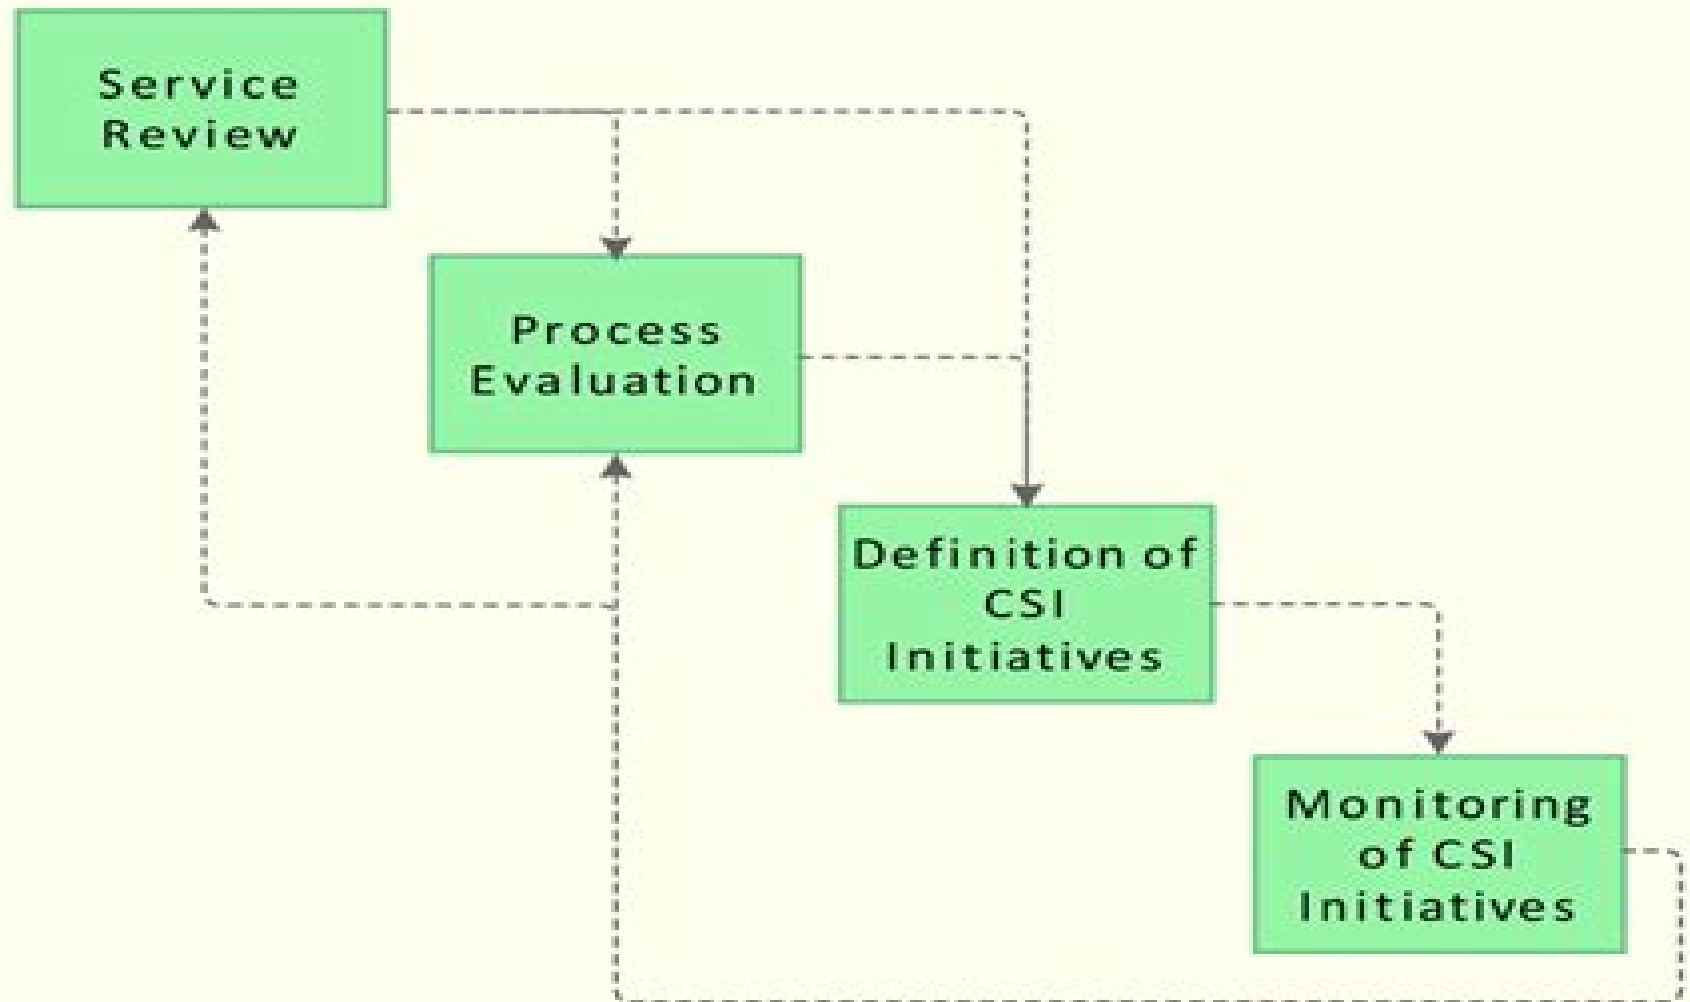 Service
Review
Process
Evaluation
Definition of
CSI
Initiatives
Monitoring
of CSI
Initiatives